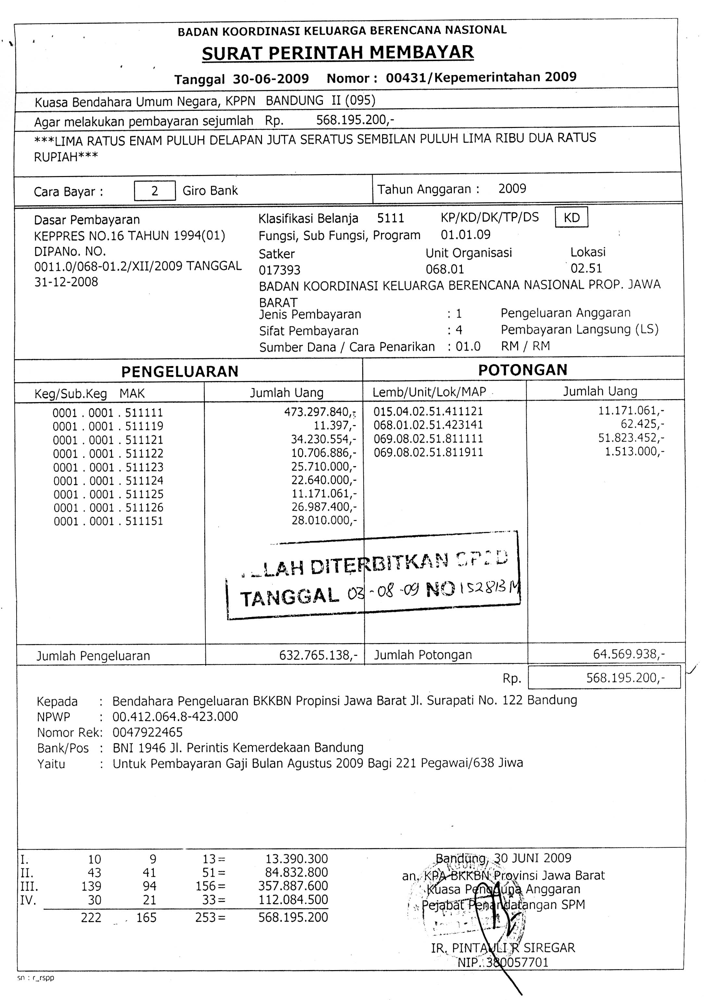 BADAN KOORDINASI KELUARGA BERENCANA NASIONAL
SURAT PERINTAH MEMBAYAR
Tanggal 30-06-2009 Nomor : 00431/Kepemerintahan 2009
Kuasa Bendahara Umum Negara, KPPN BANDUNG II (095)
Agar melakukan pembayaran sejumlah Rp. 568.195.200,-
***LIMA RATUS ENAM PULUH DELAPAN JUTA SERATUS SEMBILAN PULUH LIMA RIBU DUA RATUS
RUPIAH***
Cara Bayar : 2 Giro Bank Tahun Anggaran : 2009
Dasar Pembayaran
KEPPRES NO.16 TAHUN 1994(01)
DIPANo. NO.
0011.0/068-01.2/XII/2009 TANGGAL
31-12-2008
Klasifikasi Belanja 5111 KP/KD/DK/TP/DS KD
Fungsi, Sub Fungsi, Program 01.01.09
Satker Unit Organisasi Lokasi
017393 068.01 02.51
BADAN KOORDINASI KELUARGA BERENCANA NASIONAL PROP. JAWA
BARAT
Jenis Pembayaran : 1 Pengeluaran Anggaran
Sifat Pembayaran : 4 Pembayaran Langsung (LS)
Sumber Dana / Cara Penarikan : 01.0 RM / RM
PENGELUARAN POTONGAN
Keg/Sub.Keg MAK Jumlah Uang Lemb/Unit/Lok/MAP Jumlah Uang
0001 . 0001 . 511111 473.297.840,- 015.04.02.51.411121 11.171.061,-
0001 . 0001 . 511119 11.397,- 068.01.02.51.423141 62.425,-
0001 . 0001 . 511121 34.230.554,- 069.08.02.51.811111 51.823.452,-
0001 . 0001 . 511122 10.706.886,- 069.08.02.51.811911 1.513.000,-
0001 . 0001 . 511123 25.710.000,-
0001 . 0001 . 511124 22.640.000,-
0001 . 0001 . 511125 11.171.061,-
0001 . 0001 . 511126 26.987.400,-
0001 . 0001 . 511151 28.010.000,-
TELAH DITERBITKAN SP2D
TANGGAL 03-08-09 NO 152813 M
Jumlah Pengeluaran 632.765.138,- Jumlah Potongan 64.569.938,-
Rp. 568.195.200,-
Kepada : Bendahara Pengeluaran BKKBN Propinsi Jawa Barat Jl. Surapati No. 122 Bandung
NPWP : 00.412.064.8-423.000
Nomor Rek: 0047922465
Bank/Pos : BNI 1946 Jl. Perintis Kemerdekaan Bandung
Yaitu : Untuk Pembayaran Gaji Bulan Agustus 2009 Bagi 221 Pegawai/638 Jiwa
I. 10 9 13 = 13.390.300
II. 43 41 51 = 84.832.800
III. 139 94 156 = 357.887.600
IV. 30 21 33 = 112.084.500
222 165 253 = 568.195.200
Bandung, 30 JUNI 2009
an. KPA BKKBN Provinsi Jawa Barat
Kuasa Pengguna Anggaran
Pejabat Penandatangan SPM
IR. PINTAULI R SIREGAR
NIP. 380057701
sn : r_rspp